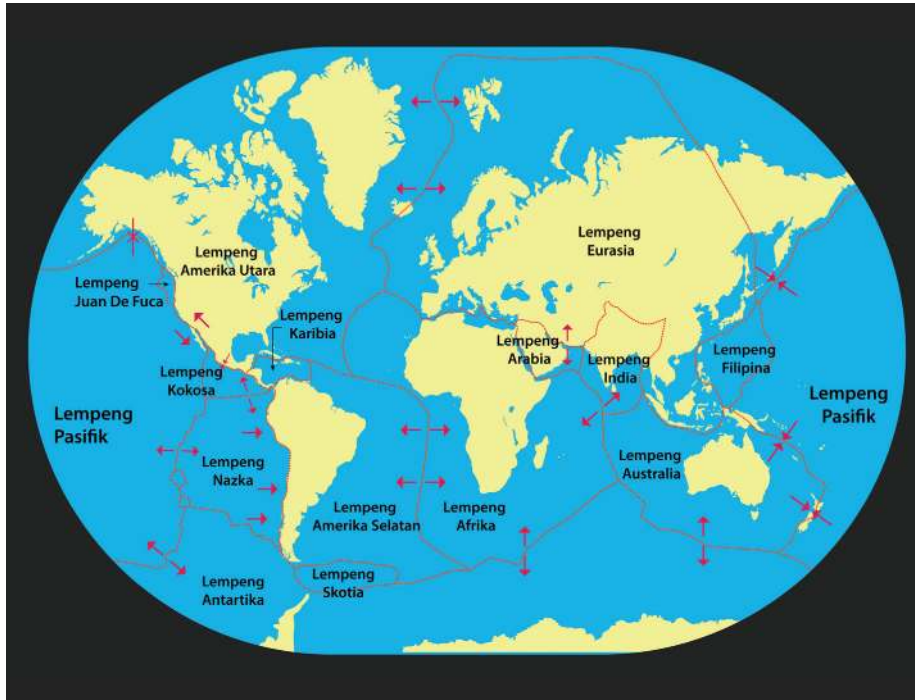 Lempeng
Amerika Utara
Lempeng
Eurasia
Lempeng
Juan De Fuca
Lempeng
Karibia
Lempeng
Arabia
Lempeng
India
Lempeng
Filipina
Lempeng
Kokosa
Lempeng
Pasifik
Lempeng
Pasifik
Lempeng
Nazka
Lempeng
Amerika Selatan
Lempeng
Afrika
Lempeng
Australia
Lempeng
Antartika
Lempeng
Skotia